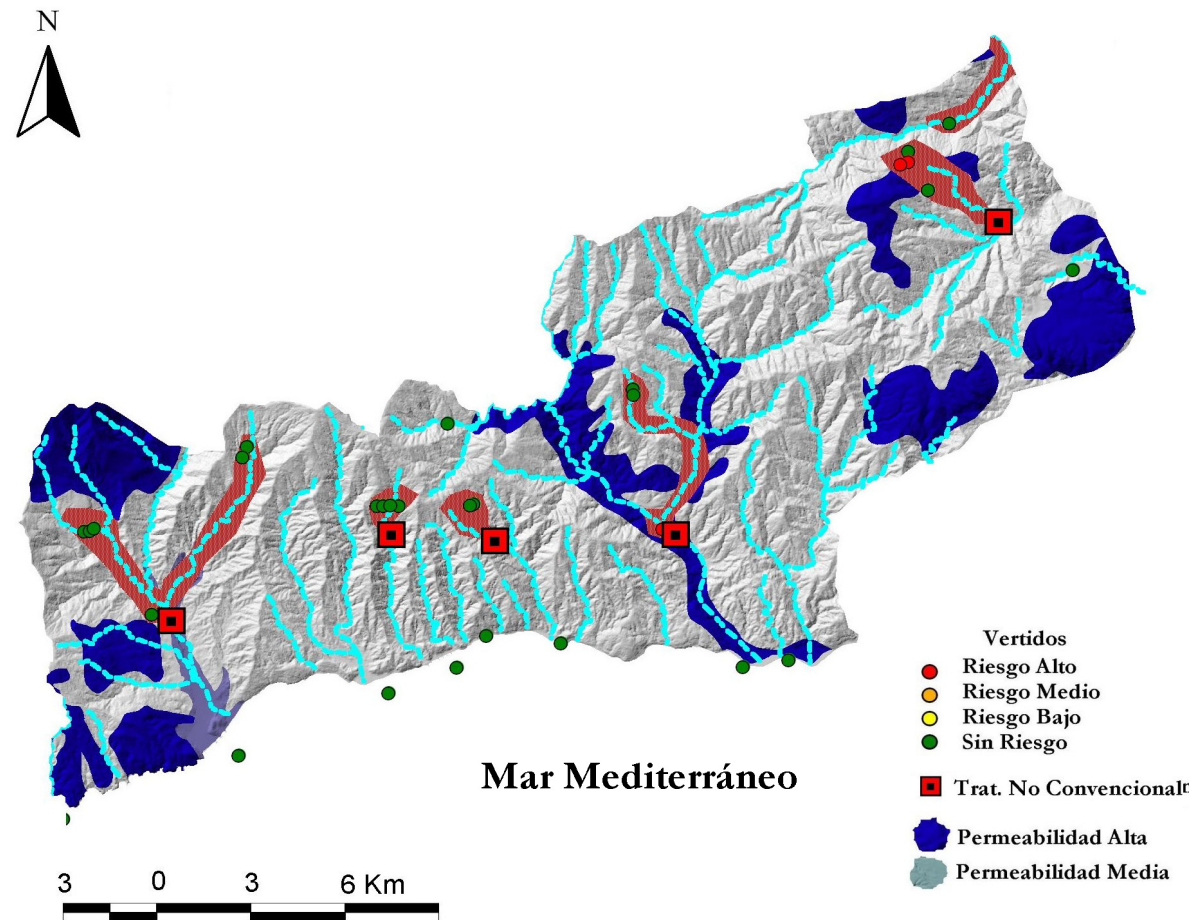 N
Vertidos
Riesgo Alto
Riesgo Medio
Riesgo Bajo
Sin Riesgo
Mar Mediterráneo
Trat. No Convencional
Permeabilidad Alta
Permeabilidad Media
3 0 3 6 Km